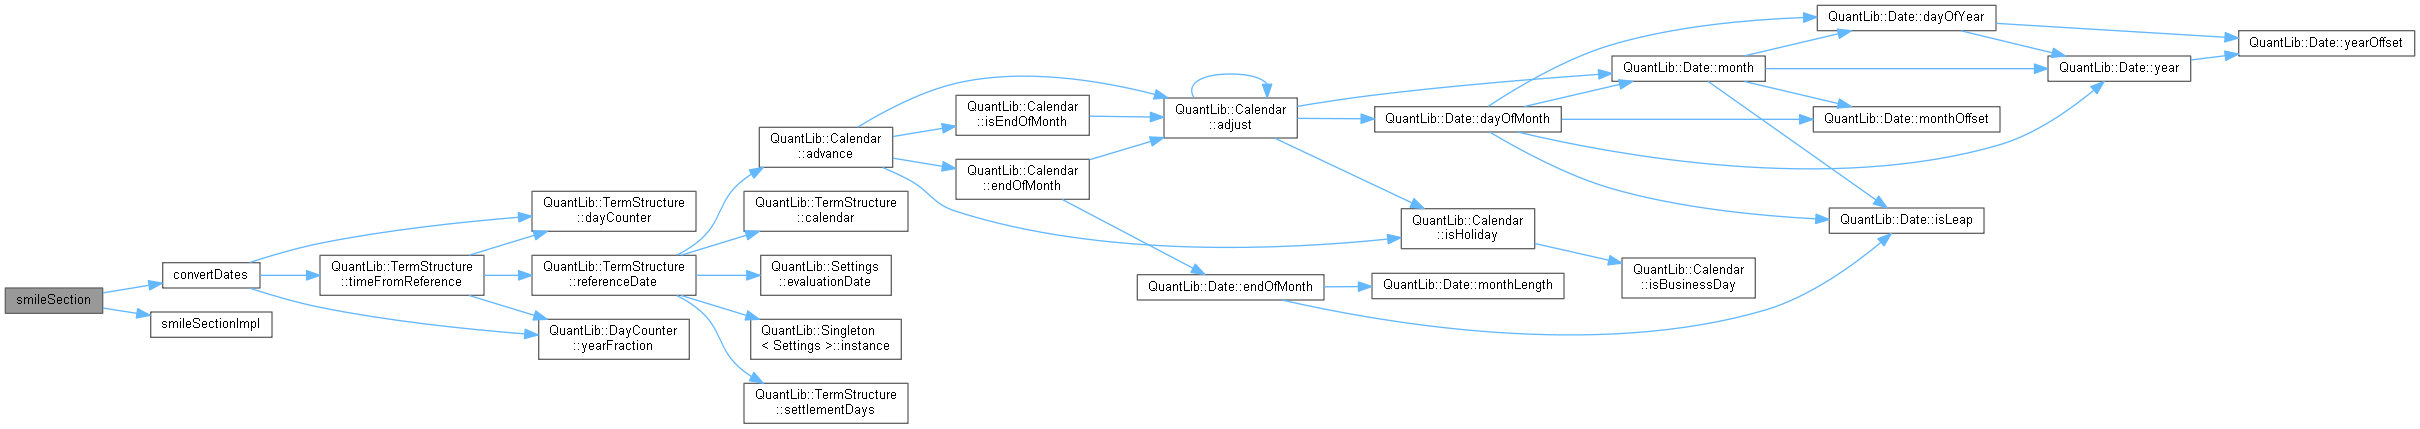 smileSection
convertDates
smileSectionImpl
QuantLib::TermStructure
::dayCounter
QuantLib::TermStructure
::timeFromReference
QuantLib::TermStructure
::referenceDate
QuantLib::DayCounter
::yearFraction
QuantLib::Calendar
::advance
QuantLib::TermStructure
::calendar
QuantLib::Settings
::evaluationDate
QuantLib::Singleton
< Settings >::instance
QuantLib::TermStructure
::settlementDays
QuantLib::Calendar
::isEndOfMonth
QuantLib::Calendar
::endOfMonth
QuantLib::Calendar
::adjust
QuantLib::Date::endOfMonth
QuantLib::Date::dayOfMonth
QuantLib::Calendar
::isHoliday
QuantLib::Date::monthLength
QuantLib::Date::month
QuantLib::Calendar
::isBusinessDay
QuantLib::Date::dayOfYear
QuantLib::Date::monthOffset
QuantLib::Date::isLeap
QuantLib::Date::year
QuantLib::Date::yearOffset